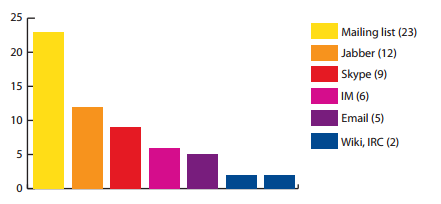 25
20
15
10
5
0
Mailing list (23)
Jabber (12)
Skype (9)
IM (6)
Email (5)
Wiki, IRC (2)